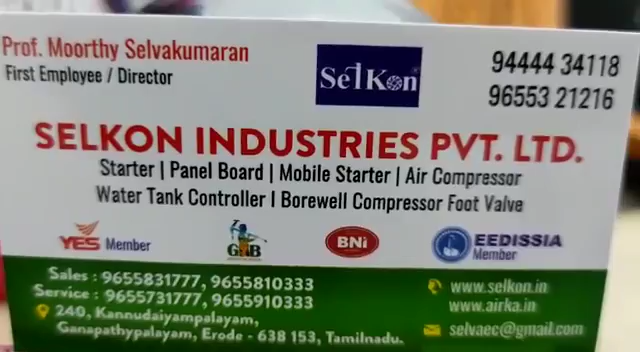 Prof. Moorthy Selvakumaran
First Employee / Director
SelKon
94444 34118
96553 21216
SELKON INDUSTRIES PVT. LTD.
Starter | Panel Board | Mobile Starter | Air Compressor
Water Tank Controller | Borewell Compressor Foot Valve
YES Member
GIB
BNi
EEDISSIA
Member
Sales : 9655831777, 9655810333
Service : 9655731777, 9655910333
240, Kannudaiyampalayam,
Ganapathypalayam, Erode - 638 153, Tamilnadu.
www.selkon.in
www.airka.in
selvaec@gmail.com